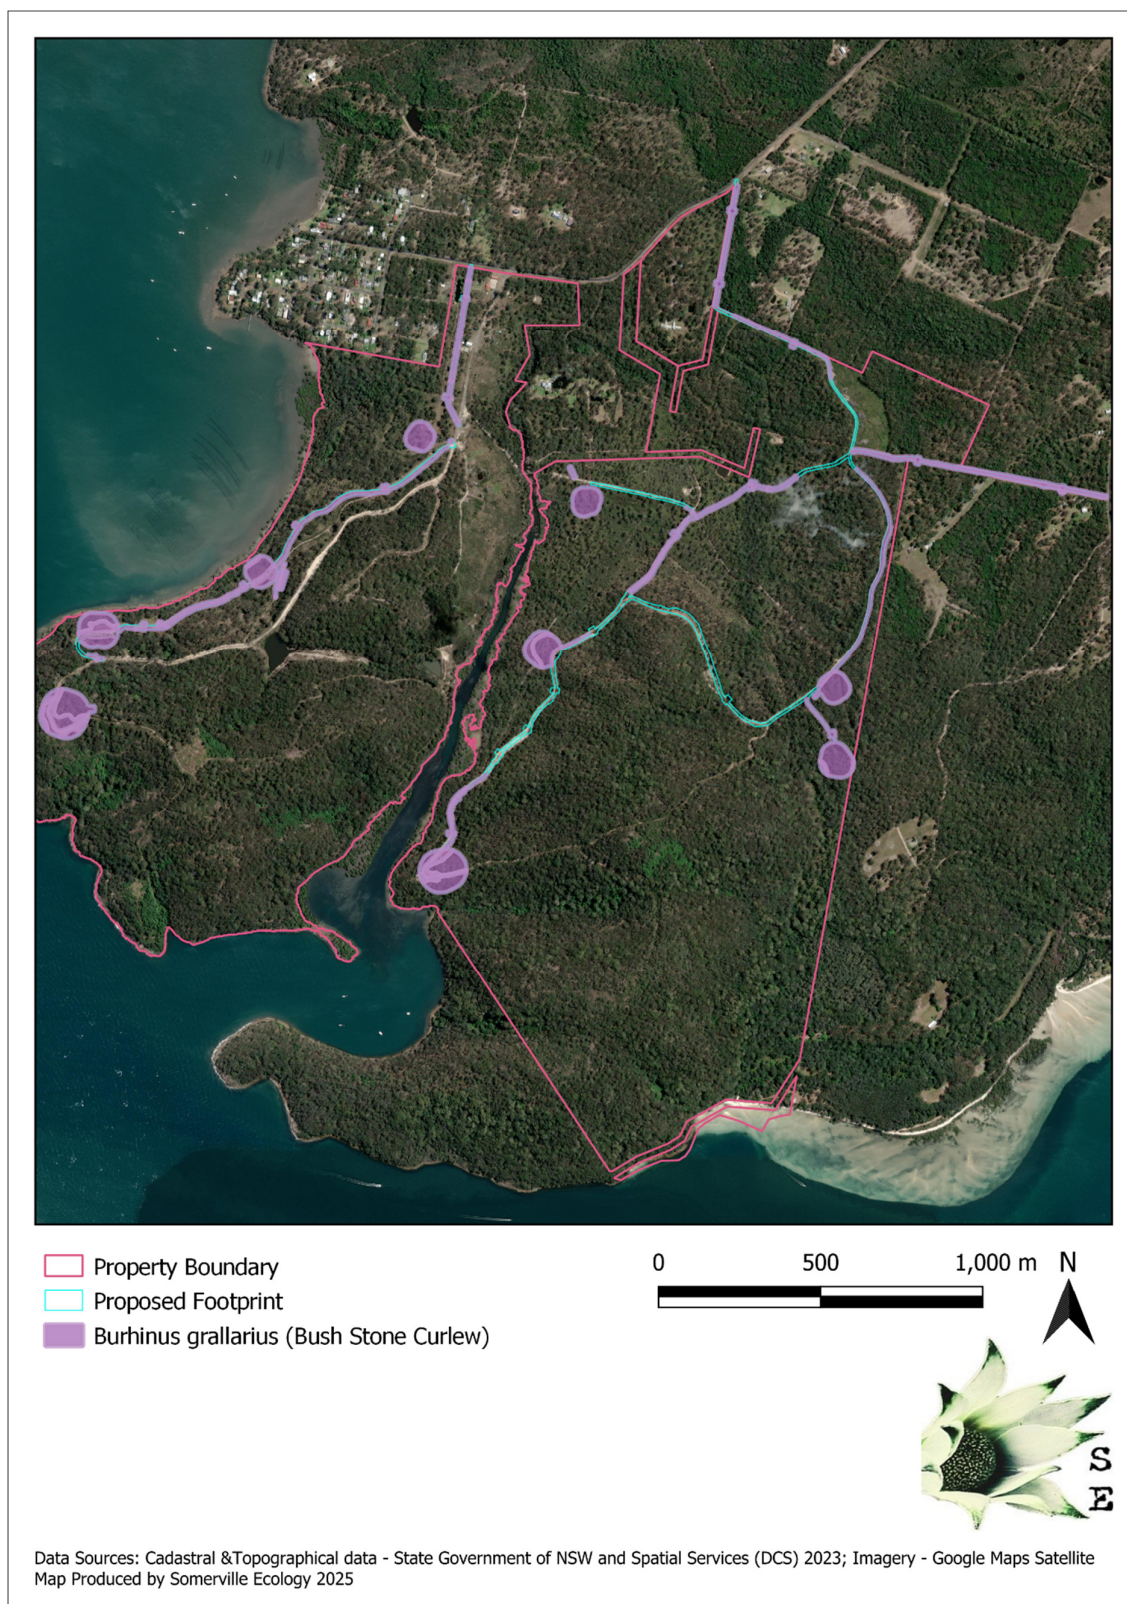 Property Boundary
Proposed Footprint
Burhinus grallarius (Bush Stone Curlew)
0 500 1,000 m N
S
E
Data Sources: Cadastral &Topographical data - State Government of NSW and Spatial Services (DCS) 2023; Imagery - Google Maps Satellite
Map Produced by Somerville Ecology 2025